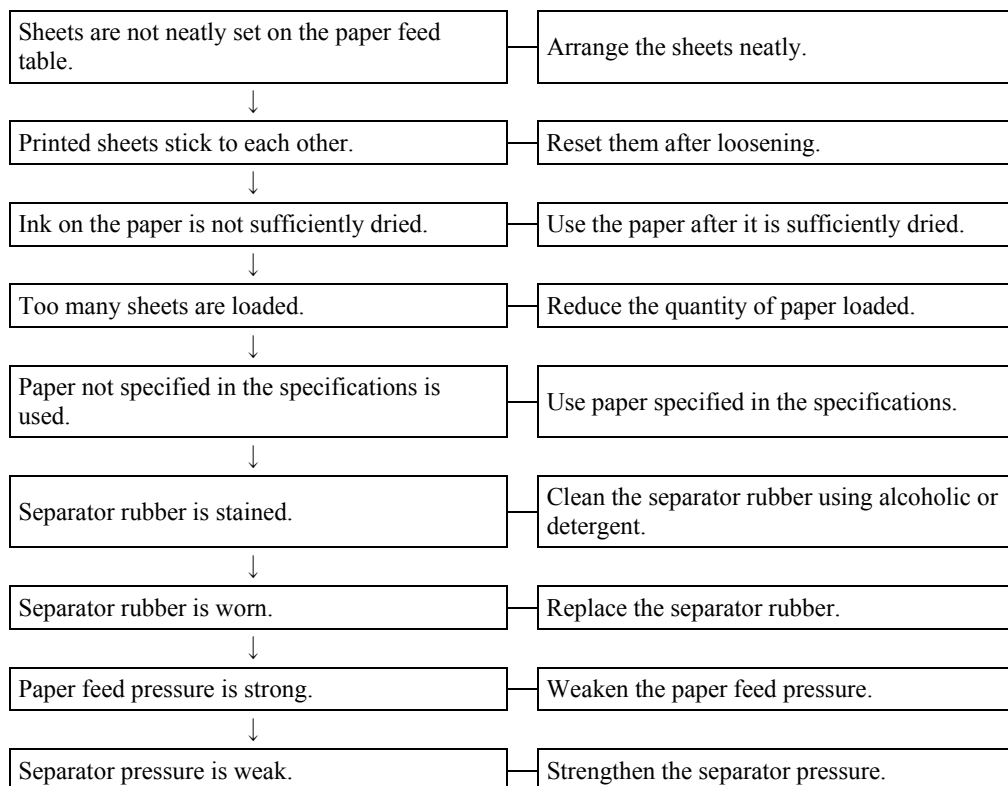 Sheets are not neatly set on the paper feed
table.
Arrange the sheets neatly.
↓
Printed sheets stick to each other.
Reset them after loosening.
↓
Ink on the paper is not sufficiently dried.
Use the paper after it is sufficiently dried.
↓
Too many sheets are loaded.
Reduce the quantity of paper loaded.
↓
Paper not specified in the specifications is
used.
Use paper specified in the specifications.
↓
Separator rubber is stained.
Clean the separator rubber using alcoholic or
detergent.
↓
Separator rubber is worn.
Replace the separator rubber.
↓
Paper feed pressure is strong.
Weaken the paper feed pressure.
↓
Separator pressure is weak.
Strengthen the separator pressure.